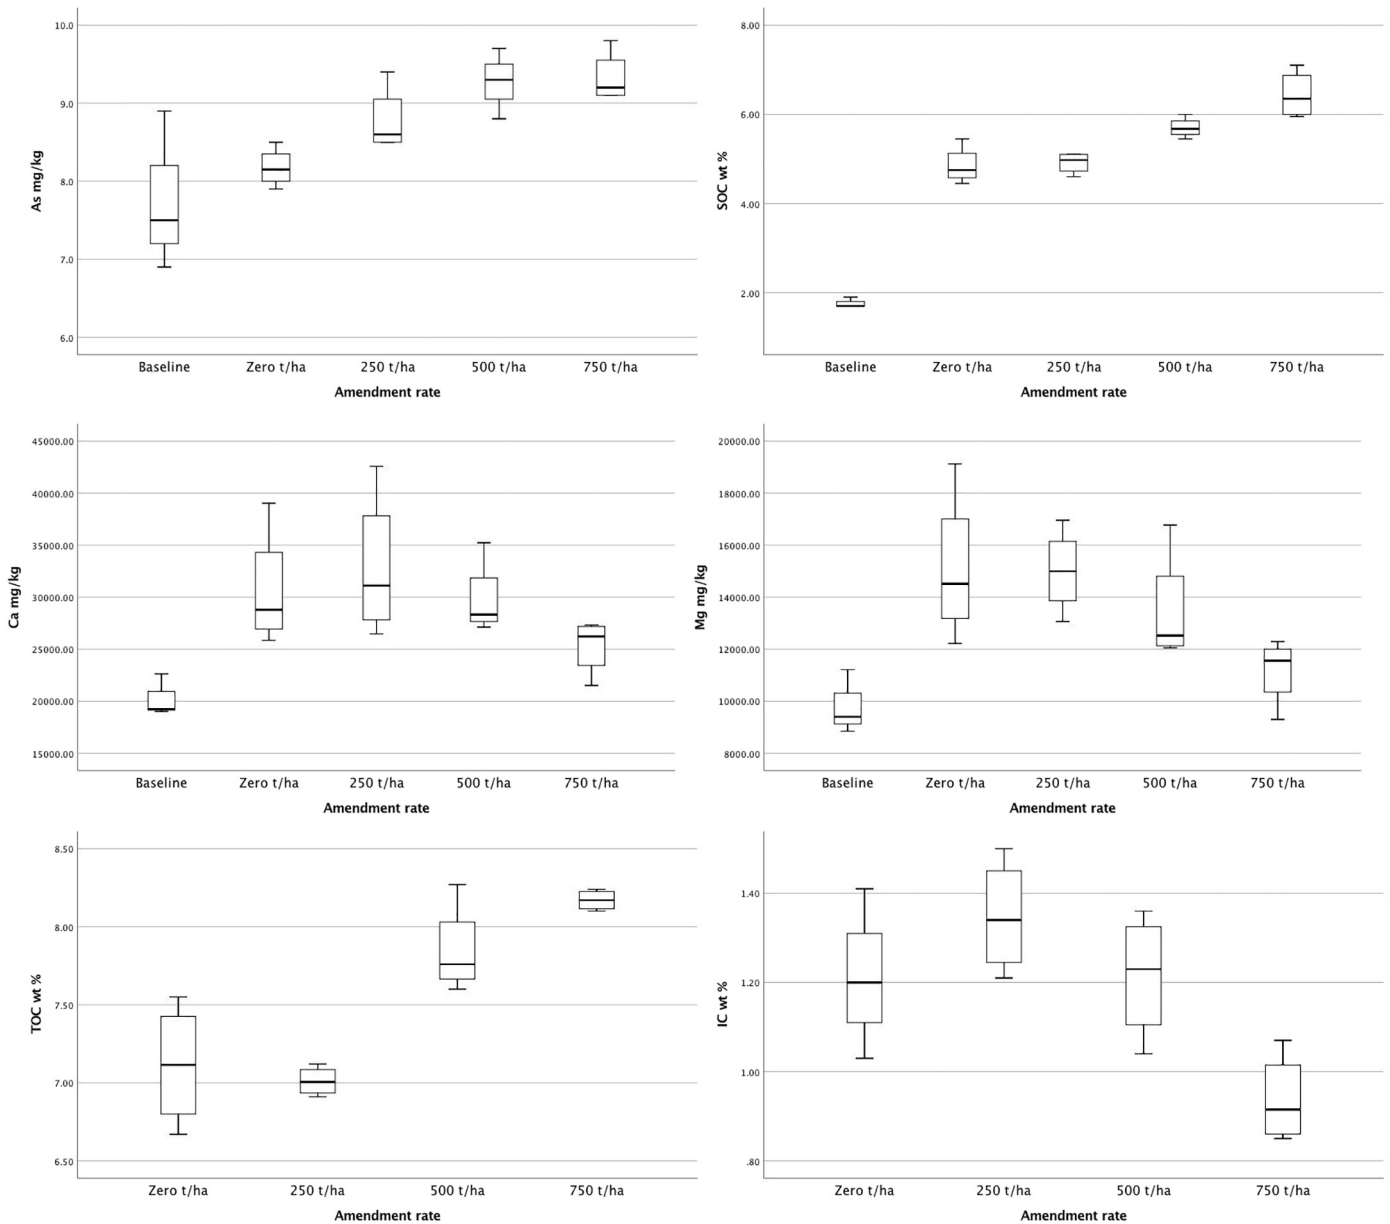 As mg/kg
10.0
9.0
8.0
7.0
6.0
Baseline Zero t/ha 250 t/ha 500 t/ha 750 t/ha
Amendment rate
SOC wt %
8.00
6.00
4.00
2.00
Baseline Zero t/ha 250 t/ha 500 t/ha 750 t/ha
Amendment rate
Ca mg/kg
45000.00
40000.00
35000.00
30000.00
25000.00
20000.00
15000.00
Baseline Zero t/ha 250 t/ha 500 t/ha 750 t/ha
Amendment rate
Mg mg/kg
20000.00
18000.00
16000.00
14000.00
12000.00
10000.00
8000.00
Baseline Zero t/ha 250 t/ha 500 t/ha 750 t/ha
Amendment rate
TOC wt %
8.50
8.00
7.50
7.00
6.50
Zero t/ha 250 t/ha 500 t/ha 750 t/ha
Amendment rate
IC wt %
1.40
1.20
1.00
.80
Zero t/ha 250 t/ha 500 t/ha 750 t/ha
Amendment rate